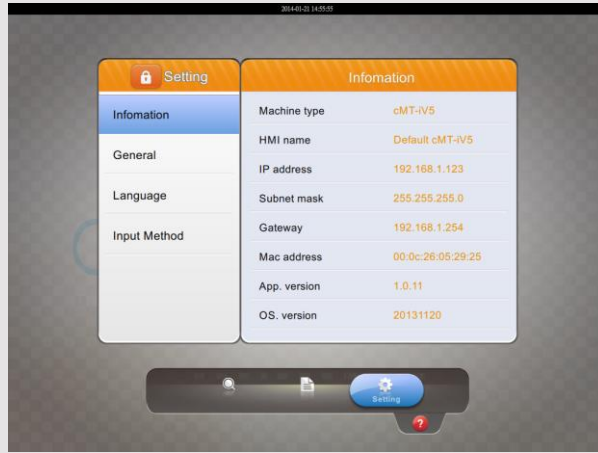 2014-01-21 14:55:55
Setting
Infomation
Infomation
General
Language
Input Method
Machine type cMT-iV5
HMI name Default cMT-iV5
IP address 192.168.1.123
Subnet mask 255.255.255.0
Gateway 192.168.1.254
Mac address 00:0c:26:05:29:25
App. version 1.0.11
OS. version 20131120
Setting
?